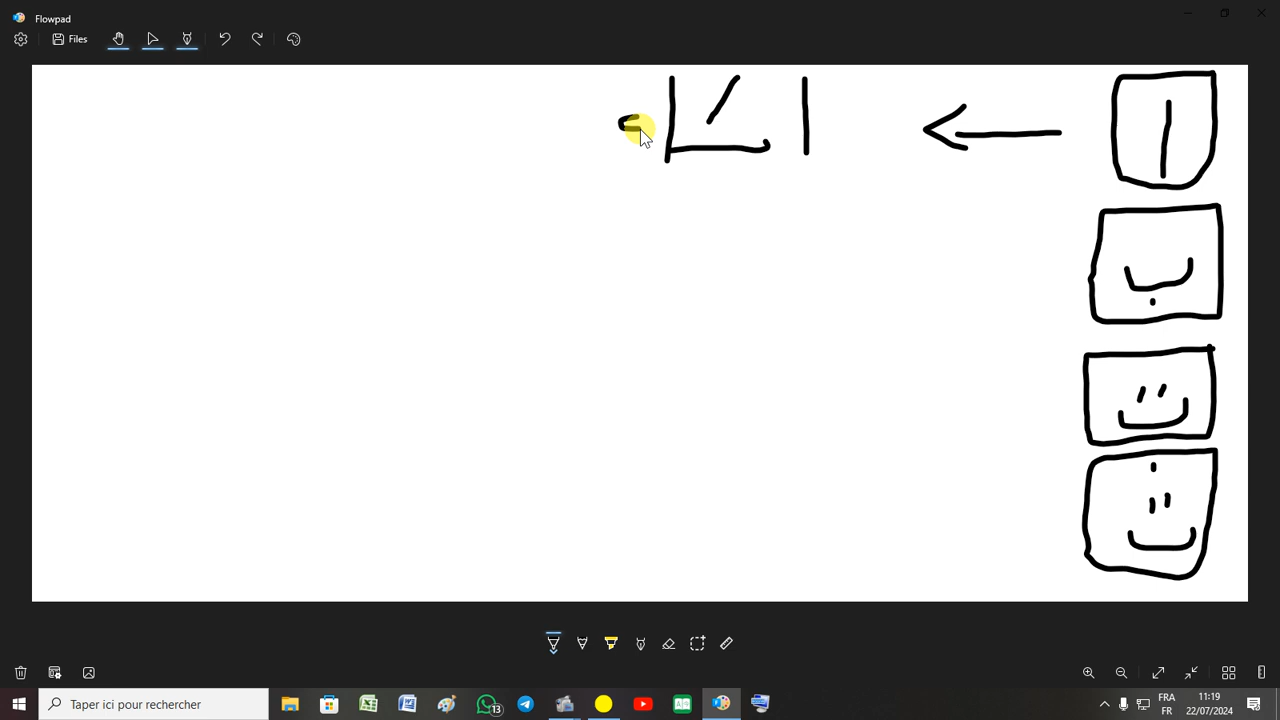 Flowpad
Files
ا
ب
ت
ث
13
Taper ici pour rechercher
FRA
FR
11:19
22/07/2024